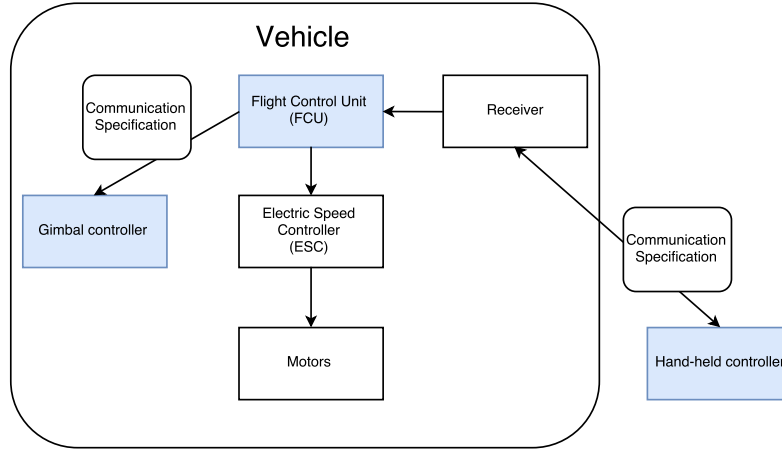 Vehicle
Communication
Specification
Flight Control Unit
(FCU)
Receiver
Gimbal controller
Electric Speed
Controller
(ESC)
Communication
Specification
Motors
Hand-held controller